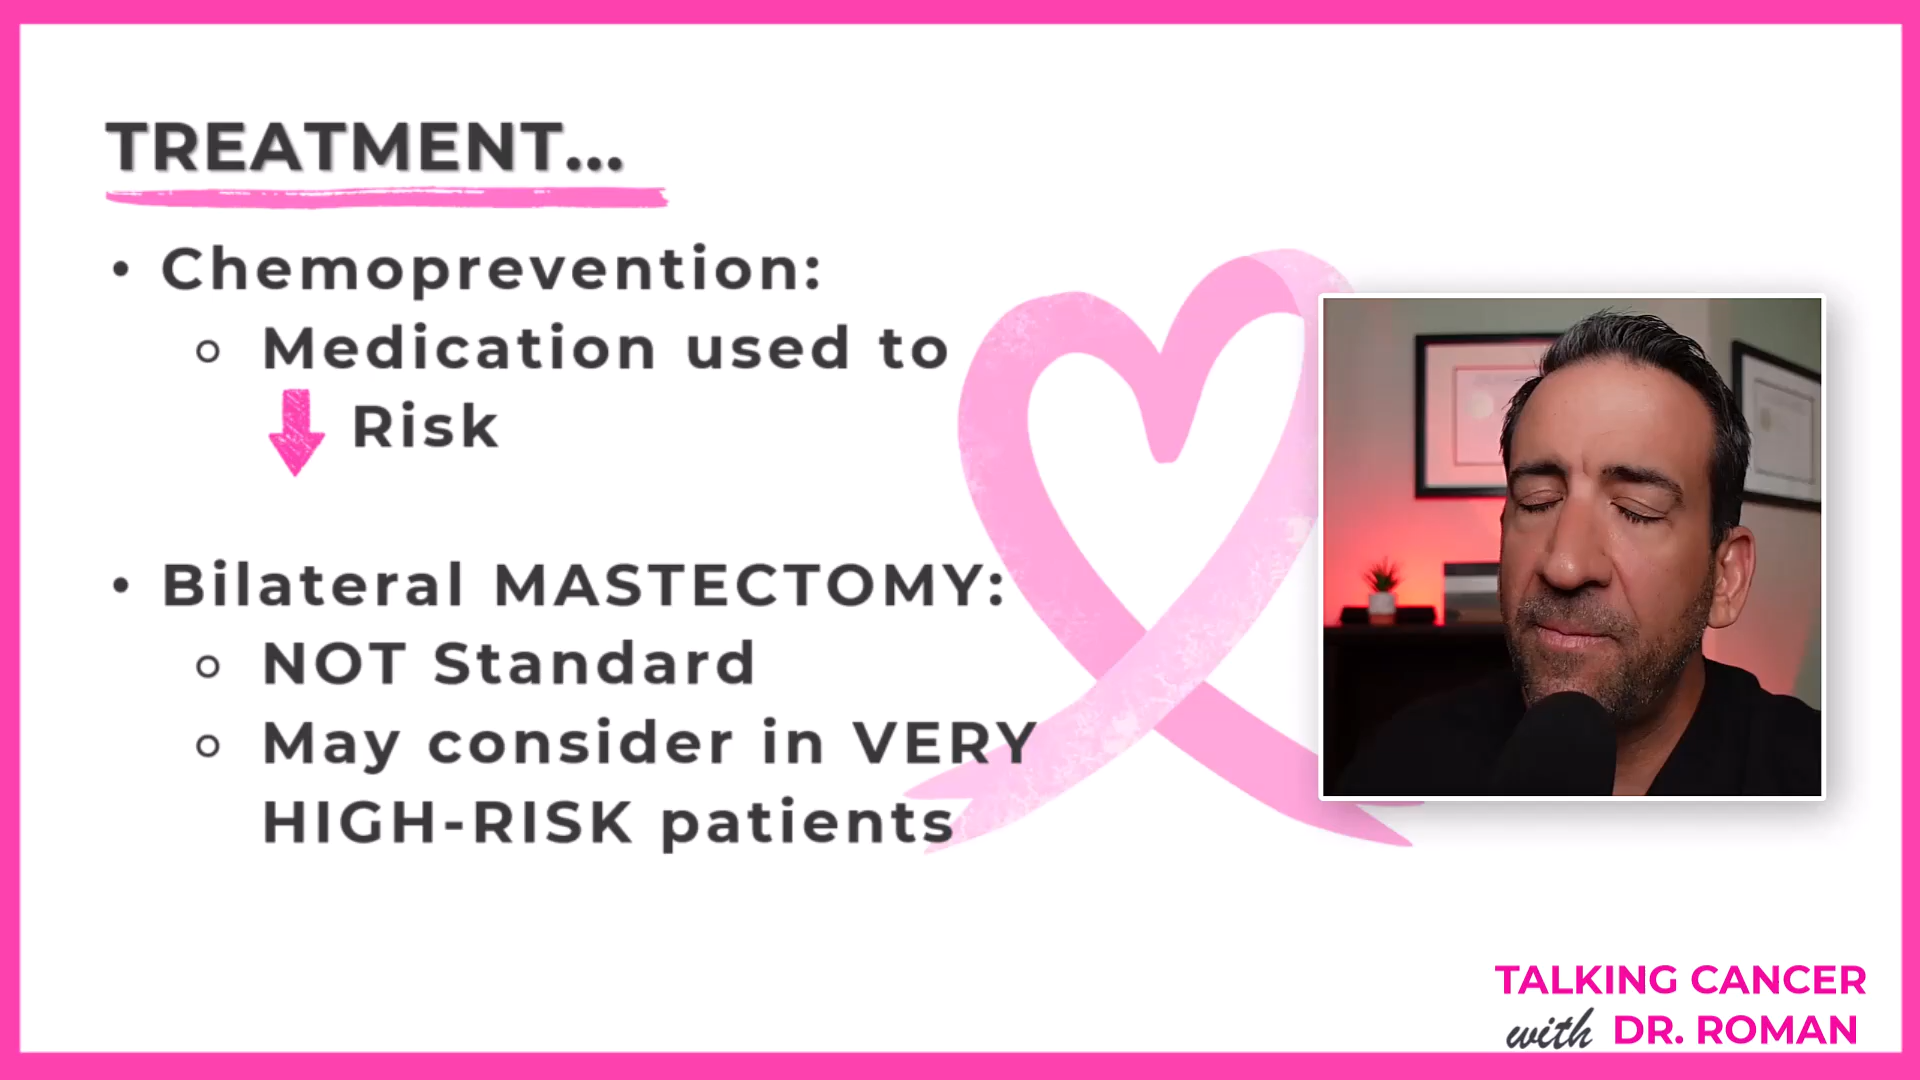 TREATMENT...
• Chemoprevention:
○ Medication used to
Risk
• Bilateral MASTECTOMY:
○ NOT Standard
○ May consider in VERY
HIGH-RISK patients
TALKING CANCER
with DR. ROMAN